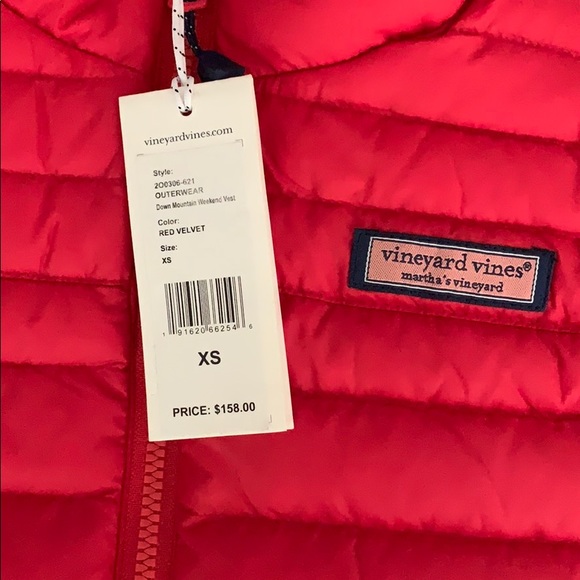 vineyardvines.com
Style:
2O0306-621
OUTERWEAR
Down Mountain Weekend Vest
Color:
RED VELVET
Size:
XS
1 91620 66254 6
XS
PRICE: $158.00
vineyard vines®
martha's vineyard